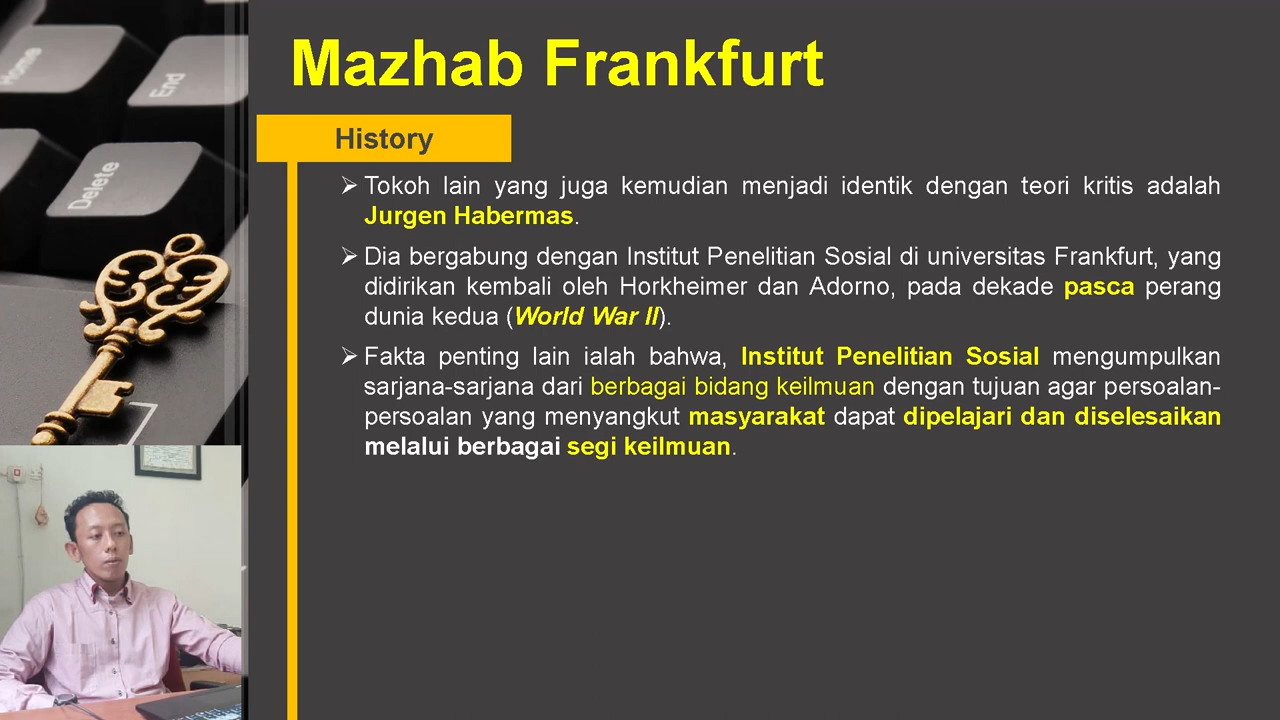 Home
End
Delete
Mazhab Frankfurt
History
➢ Tokoh lain yang juga kemudian menjadi identik dengan teori kritis adalah
Jurgen Habermas.
➢ Dia bergabung dengan Institut Penelitian Sosial di universitas Frankfurt, yang
didirikan kembali oleh Horkheimer dan Adorno, pada dekade pasca perang
dunia kedua (World War II).
➢ Fakta penting lain ialah bahwa, Institut Penelitian Sosial mengumpulkan
sarjana-sarjana dari berbagai bidang keilmuan dengan tujuan agar persoalan-
persoalan yang menyangkut masyarakat dapat dipelajari dan diselesaikan
melalui berbagai segi keilmuan.